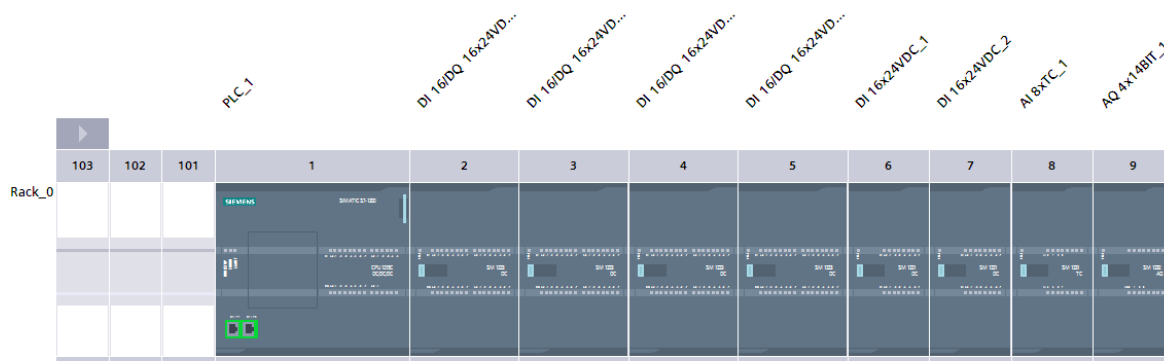 PLC_1
DI 16/DQ 16x24VD...
DI 16/DQ 16x24VD...
DI 16/DQ 16x24VD...
DI 16/DQ 16x24VD...
DI 16x24VDC_1
DI 16x24VDC_2
AI 8xTC_1
AQ 4x14BIT_1
103 102 101 1 2 3 4 5 6 7 8 9
Rack_0
SIEMENS
SIMATIC S7-1200
CPU 1215C
DC/DC/DC
SM 1223
DC
SM 1223
DC
SM 1223
DC
SM 1223
DC
SM 1221
DC
SM 1221
DC
SM 1231
TC
SM 1232
AQ